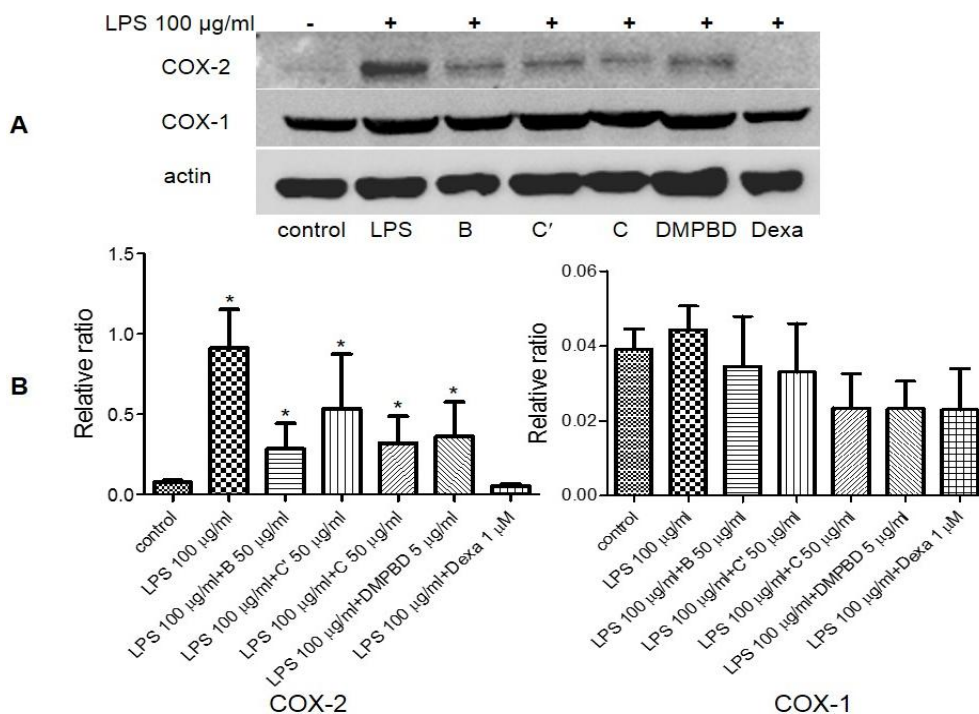 LPS 100 µg/ml - + + + + + +
COX-2
A
COX-1
actin
control LPS B C′ C DMPBD Dexa
B
Relative ratio
1.5
1.0
0.5
0.0
* * * * *
control
LPS 100 µg/ml
LPS 100 µg/ml+B 50 µg/ml
LPS 100 µg/ml+C' 50 µg/ml
LPS 100 µg/ml+C 50 µg/ml
LPS 100 µg/ml+DMPBD 5 µg/ml
LPS 100 µg/ml+Dexa 1 µM
COX-2
Relative ratio
0.06
0.04
0.02
0.00
control
LPS 100 µg/ml
LPS 100 µg/ml+B 50 µg/ml
LPS 100 µg/ml+C' 50 µg/ml
LPS 100 µg/ml+C 50 µg/ml
LPS 100 µg/ml+DMPBD 5 µg/ml
LPS 100 µg/ml+Dexa 1 µM
COX-1